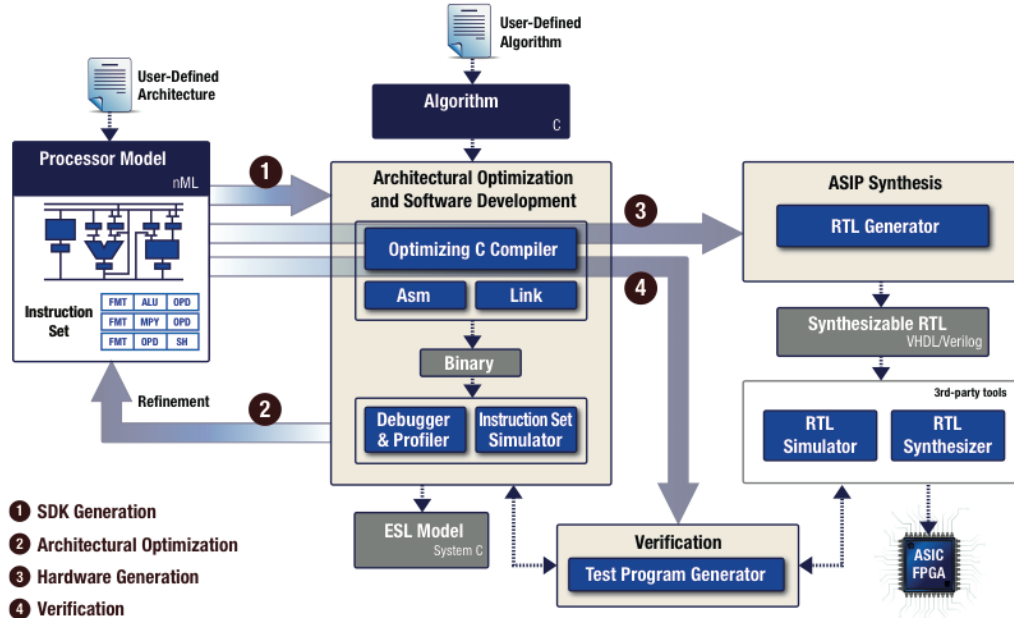 User-Defined
Algorithm
User-Defined
Architecture
Algorithm
C
Processor Model
nML
1
Architectural Optimization
and Software Development
3
ASIP Synthesis
RTL Generator
Optimizing C Compiler
4
Asm
Link
Instruction
Set
FMT ALU OPD
FMT MPY OPD
FMT OPD SH
Synthesizable RTL
VHDL/Verilog
Binary
Refinement
2
3rd-party tools
Debugger
& Profiler
Instruction Set
Simulator
RTL
Simulator
RTL
Synthesizer
1 SDK Generation
2 Architectural Optimization
3 Hardware Generation
4 Verification
ESL Model
System C
Verification
Test Program Generator
ASIC
FPGA